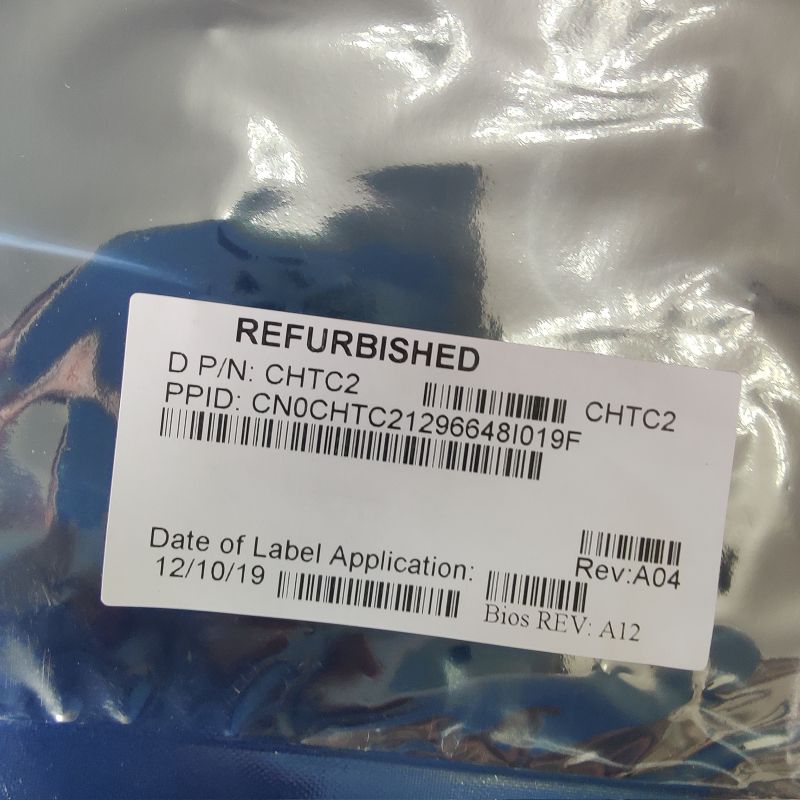 REFURBISHED
D P/N: CHTC2
CHTC2
PPID: CN0CHTC21296648I019F
Date of Label Application:
12/10/19
Rev:A04
Bios REV: A12